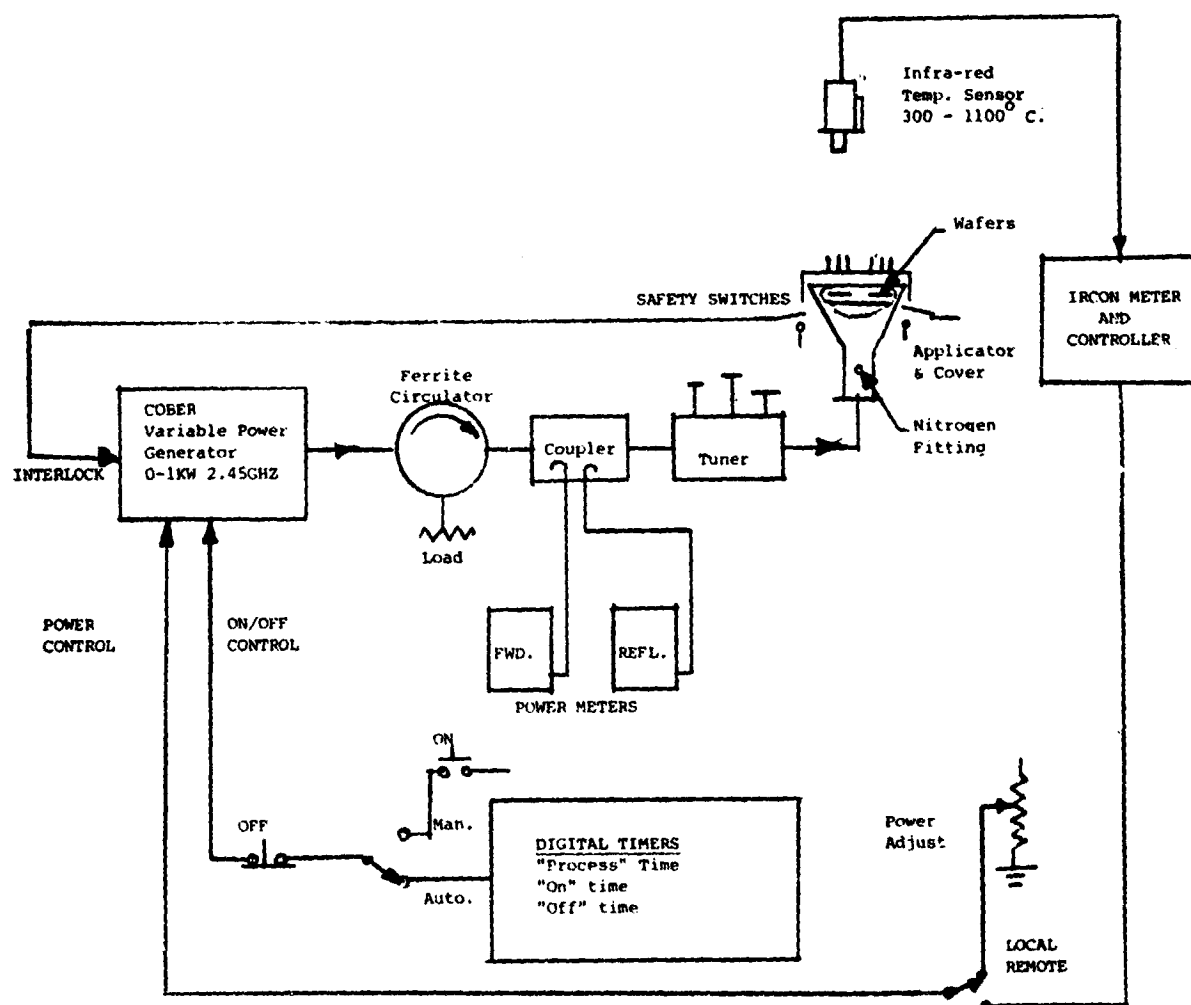 Infra-red
Temp. Sensor
300 - 1100° C.
Wafers
SAFETY SWITCHES
IRCON METER
AND
CONTROLLER
Applicator
& Cover
Ferrite
Circulator
COBER
Variable Power
Generator
0-1KW 2.45GHZ
INTERLOCK
Coupler
Tuner
Nitrogen
Fitting
Load
POWER
CONTROL
ON/OFF
CONTROL
FWD.
REFL.
POWER METERS
ON
OFF
Man.
Auto.
DIGITAL TIMERS
"Process" Time
"On" time
"Off" time
Power
Adjust
LOCAL
REMOTE